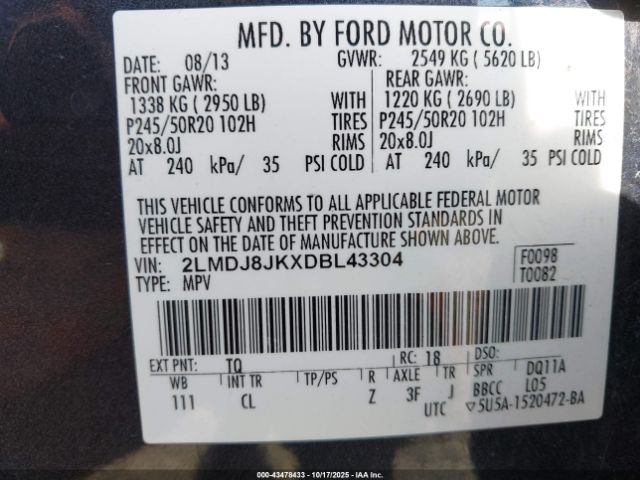 MFD. BY FORD MOTOR CO.
DATE: 08/13 GVWR: 2549 KG ( 5620 LB)
FRONT GAWR: REAR GAWR:
1338 KG ( 2950 LB) WITH 1220 KG ( 2690 LB) WITH
P245/50R20 102H TIRES P245/50R20 102H TIRES
20x8.0J RIMS 20x8.0J RIMS
AT 240 kPa/ 35 PSI COLD AT 240 kPa/ 35 PSI COLD
THIS VEHICLE CONFORMS TO ALL APPLICABLE FEDERAL MOTOR
VEHICLE SAFETY AND THEFT PREVENTION STANDARDS IN
EFFECT ON THE DATE OF MANUFACTURE SHOWN ABOVE.
VIN: 2LMDJ8JKXDBL43304 F0098
TYPE: MPV T0082
EXT PNT: TQ RC: 18 DSO:
WB INT TR TP/PS R AXLE TR SPR DQ11A
111 CL Z 3F J BBCC L05
UTC ▽5U5A-1520472-BA
© 2000 - 43478433 - 10/17/2025 - IAA, Inc.